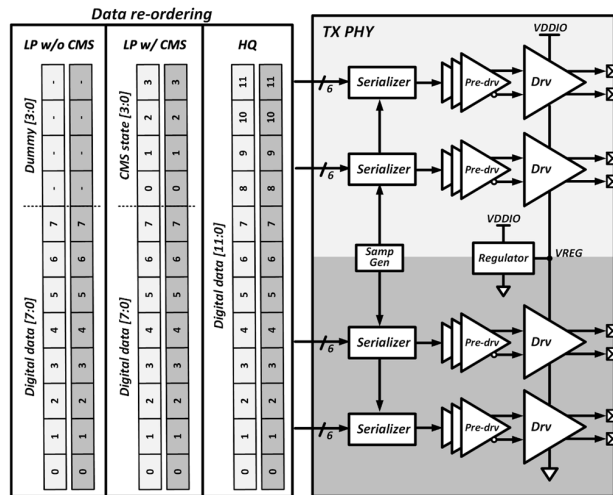 Data re-ordering
LP w/o CMS
LP w/ CMS
HQ
Dummy [3:0]
Digital data [7:0]
- - - - 7 6 5 4 3 2 1 0
- - - - 7 6 5 4 3 2 1 0
CMS state [3:0]
Digital data [7:0]
3 2 1 0 7 6 5 4 3 2 1 0
3 2 1 0 7 6 5 4 3 2 1 0
Digital data [11:0]
11 10 9 8 7 6 5 4 3 2 1 0
11 10 9 8 7 6 5 4 3 2 1 0
TX PHY
VDDIO
6
Serializer
Pre-drv
Drv
6
Serializer
Pre-drv
Drv
Samp
Gen
VDDIO
Regulator
VREG
6
Serializer
Pre-drv
Drv
6
Serializer
Pre-drv
Drv